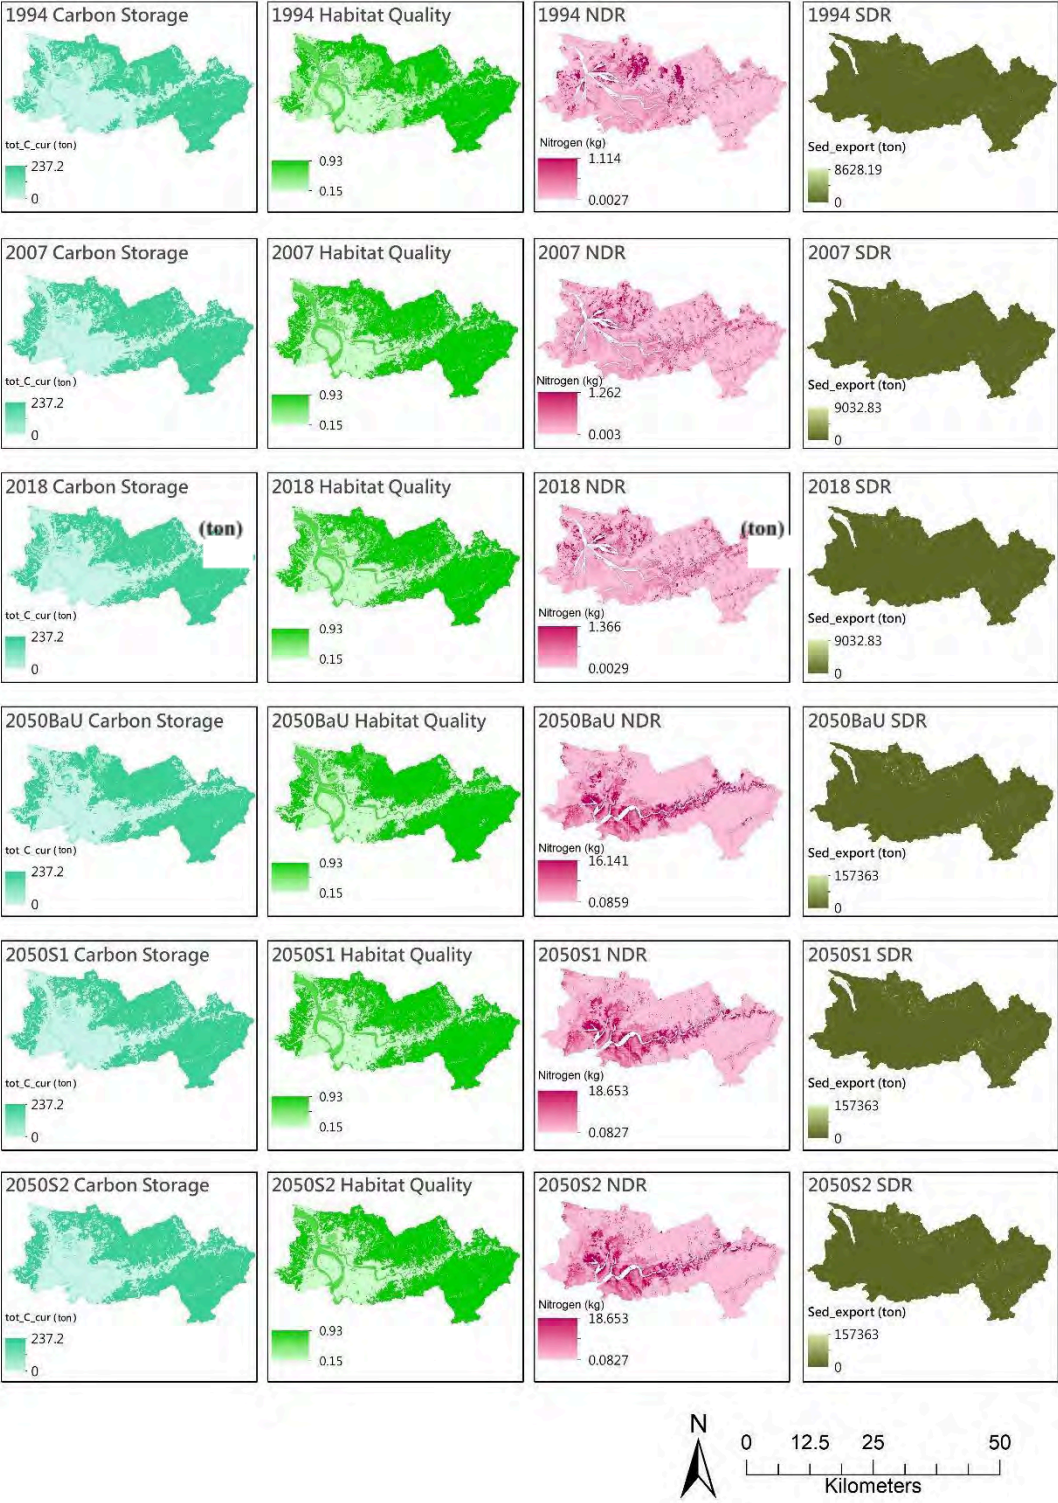 1994 Carbon Storage
tot_C_cur (ton)
237.2
0
1994 Habitat Quality
0.93
0.15
1994 NDR
Nitrogen (kg)
1.114
0.0027
1994 SDR
Sed_export (ton)
8628.19
0
2007 Carbon Storage
tot_C_cur (ton)
237.2
0
2007 Habitat Quality
0.93
0.15
2007 NDR
Nitrogen (kg)
1.262
0.003
2007 SDR
Sed_export (ton)
9032.83
0
2018 Carbon Storage
(ton)
tot_C_cur (ton)
237.2
0
2018 Habitat Quality
0.93
0.15
2018 NDR
(ton)
Nitrogen (kg)
1.366
0.0029
2018 SDR
Sed_export (ton)
9032.83
0
2050BaU Carbon Storage
tot_C_cur (ton)
237.2
0
2050BaU Habitat Quality
0.93
0.15
2050BaU NDR
Nitrogen (kg)
16.141
0.0859
2050BaU SDR
Sed_export (ton)
157363
0
2050S1 Carbon Storage
tot_C_cur (ton)
237.2
0
2050S1 Habitat Quality
0.93
0.15
2050S1 NDR
Nitrogen (kg)
18.653
0.0827
2050S1 SDR
Sed_export (ton)
157363
0
2050S2 Carbon Storage
tot_C_cur (ton)
237.2
0
2050S2 Habitat Quality
0.93
0.15
2050S2 NDR
Nitrogen (kg)
18.653
0.0827
2050S2 SDR
Sed_export (ton)
157363
0
N
0 12.5 25 50
Kilometers